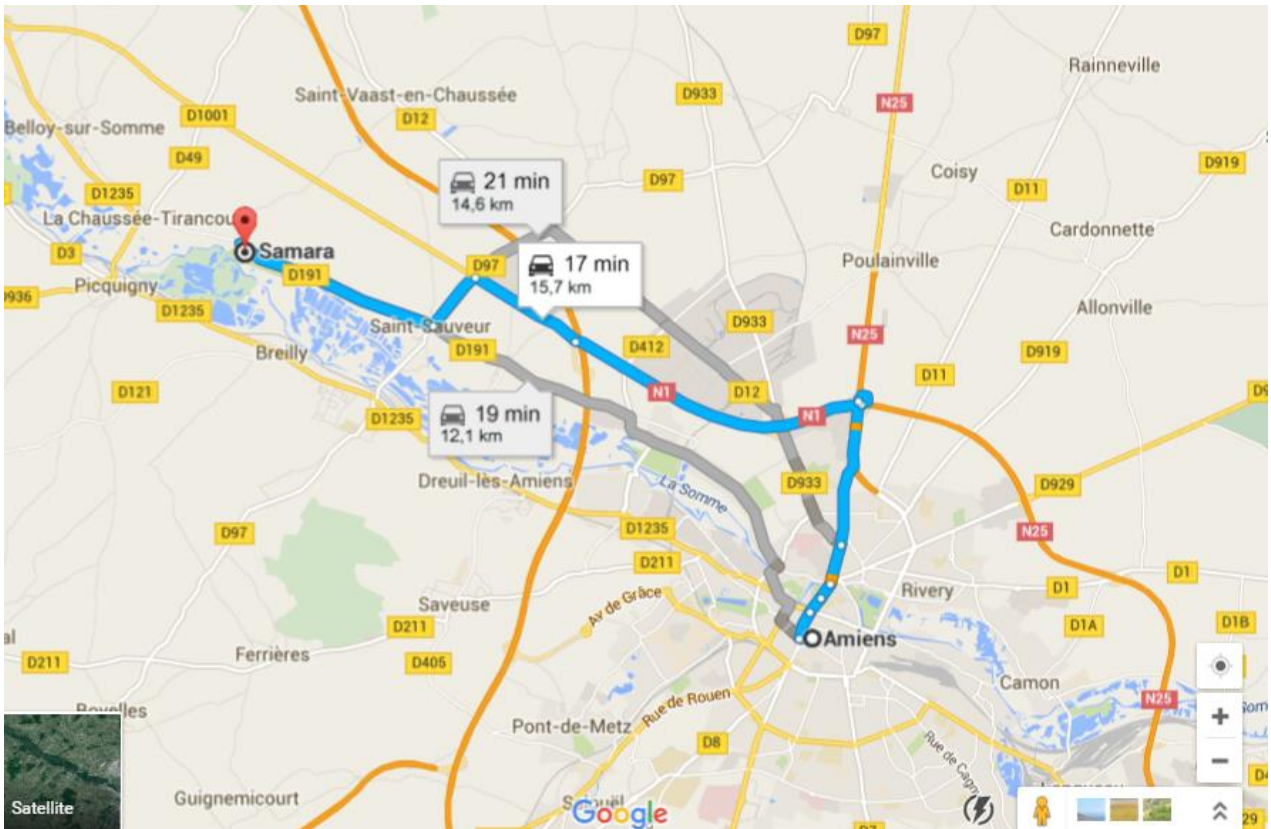 D97
Rainneville
D933
N25
Saint-Vaast-en-Chaussée
D1001
D12
Belloy-sur-Somme
D49
D919
Coisy
21 min
14,6 km
D97
D11
D1235
La Chaussée-Tirancou
Cardonnette
Samara
D3
17 min
15,7 km
D97
Poulainville
D191
Picquigny
D936
D1235
Allonville
Saint-Sauveur
D933
N25
D412
D191
Breilly
D919
D11
D121
N1
D12
D1235
19 min
12,1 km
N1
Dreuil-lès-Amiens
La Somme
D933
D929
D97
D1235
N25
D211
D1
D1
Rivery
Av de Grâce
Saveuse
D211
D1A
D1B
Amiens
Ferrières
D211
D405
Camon
Rue de Rouen
N25
Pont-de-Metz
D8
Satellite
Guignemicourt
Google